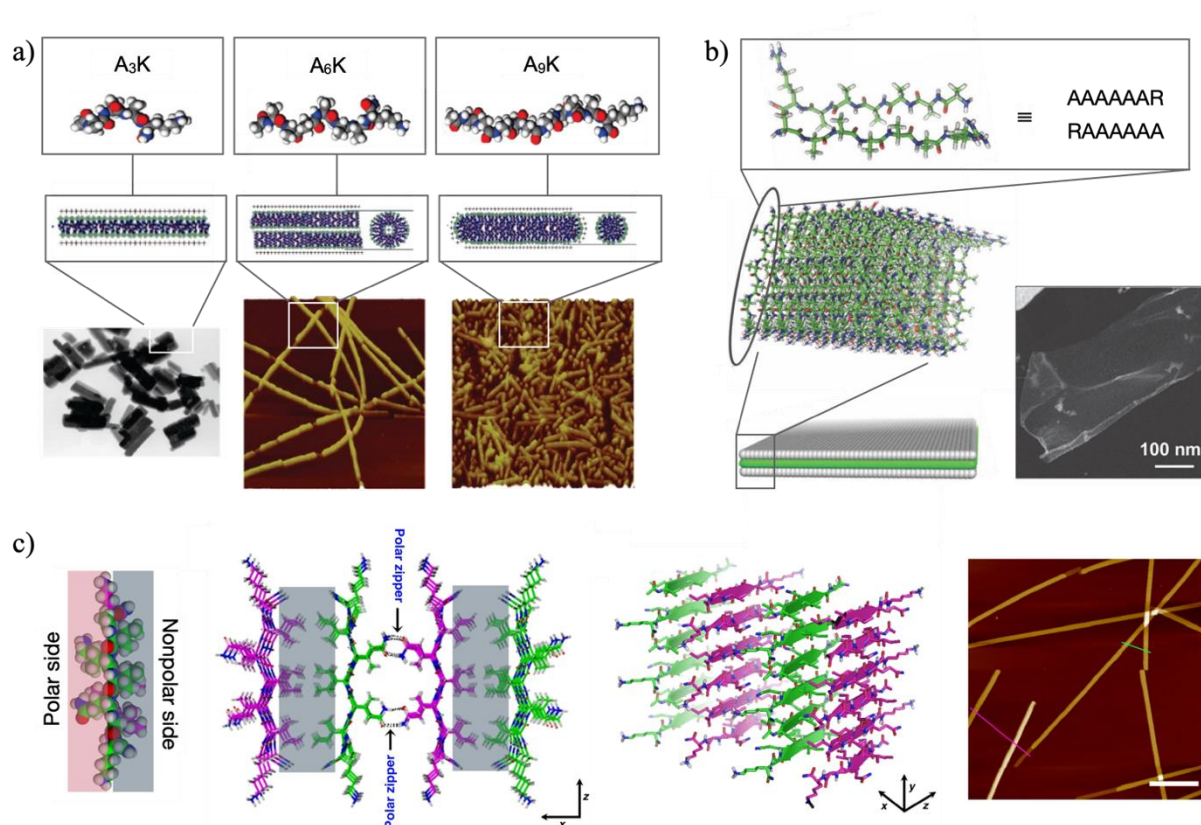 a)
A₃K
A₆K
A₉K
b)
≡
AAAAAAR
RAAAAAA
100 nm
c)
Polar side
Nonpolar side
Polar zipper
Polar zipper
z
x
y
x
z